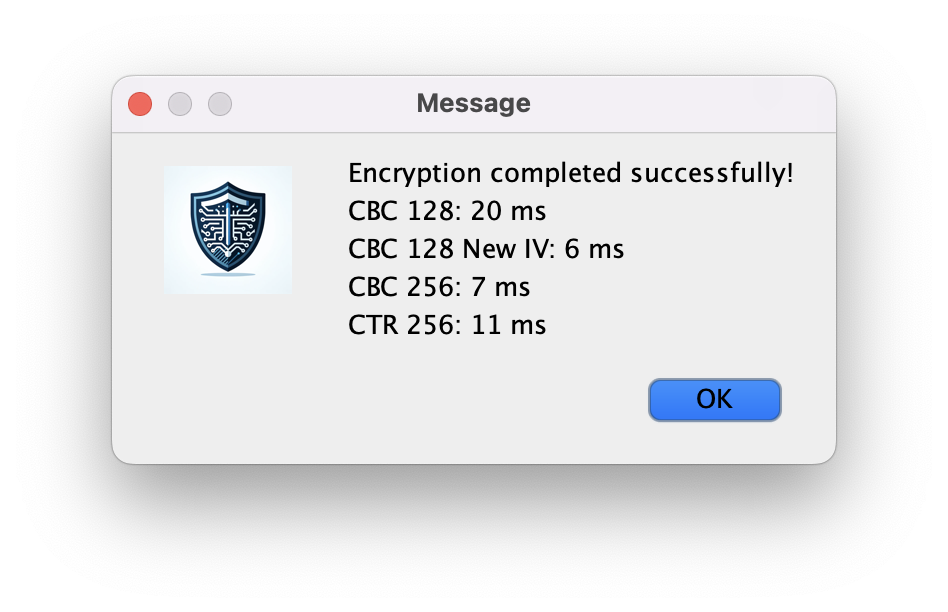 Message
Encryption completed successfully!
CBC 128: 20 ms
CBC 128 New IV: 6 ms
CBC 256: 7 ms
CTR 256: 11 ms
OK